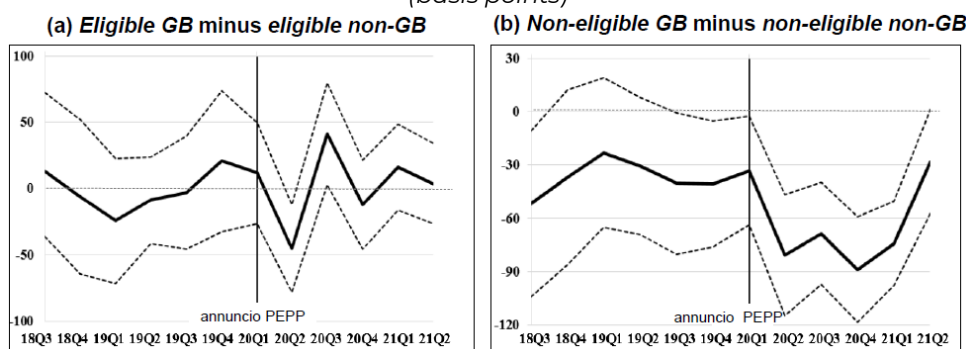 (basis points)
(a) Eligible GB minus eligible non-GB
100
50
0
-50
-100
annuncio PEPP
18Q3 18Q4 19Q1 19Q2 19Q3 19Q4 20Q1 20Q2 20Q3 20Q4 21Q1 21Q2
(b) Non-eligible GB minus non-eligible non-GB
30
0
-30
-60
-90
-120
annuncio PEPP
18Q3 18Q4 19Q1 19Q2 19Q3 19Q4 20Q1 20Q2 20Q3 20Q4 21Q1 21Q2